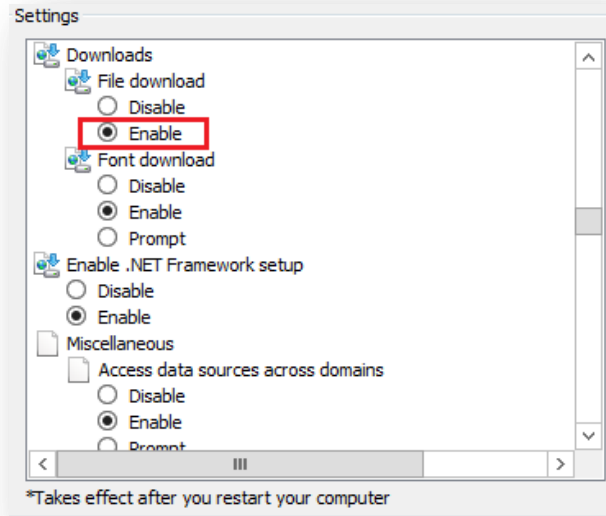 Settings
Downloads
File download
Disable
Enable
Font download
Disable
Enable
Prompt
Enable .NET Framework setup
Disable
Enable
Miscellaneous
Access data sources across domains
Disable
Enable
Prompt
*Takes effect after you restart your computer